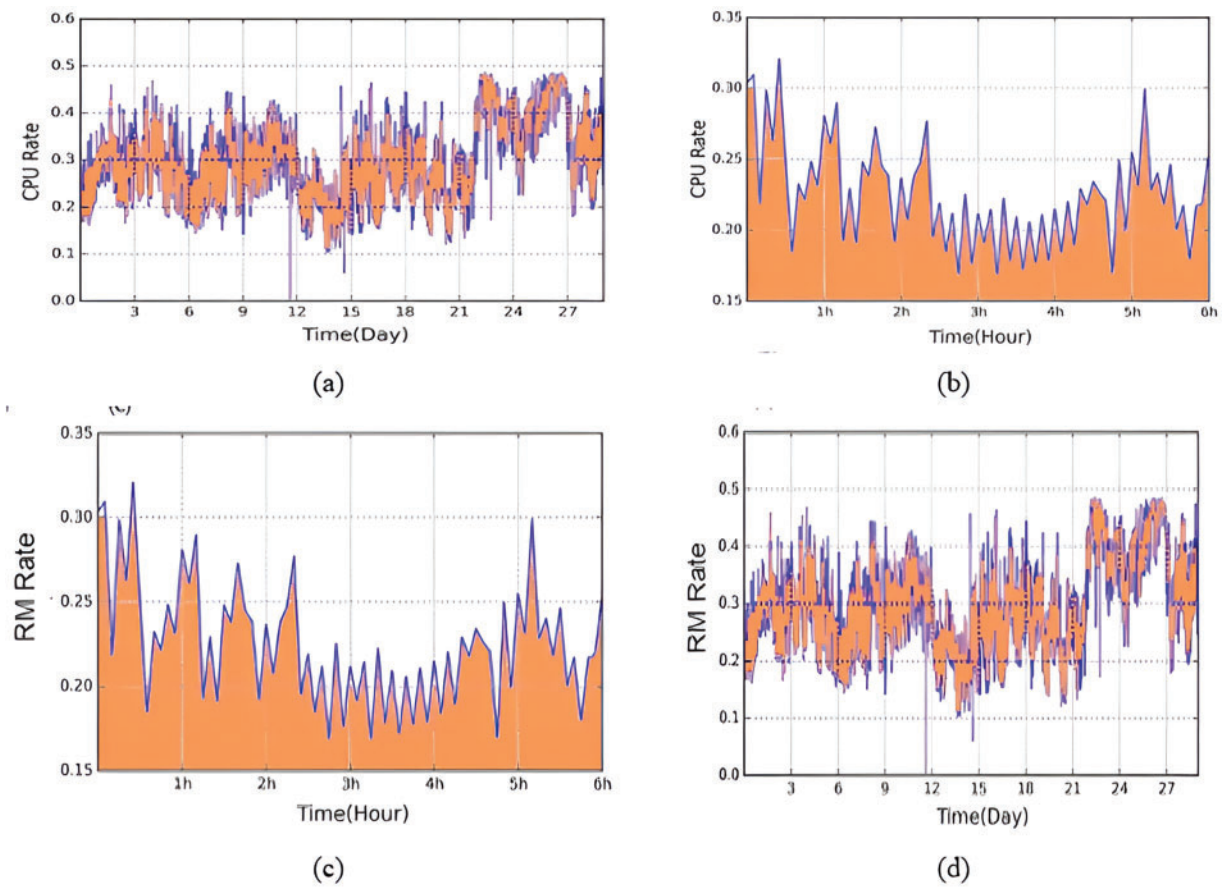 0.6
0.5
0.4
0.3
0.2
0.1
0.0
CPU Rate
3 6 9 12 15 18 21 24 27
Time(Day)
(a)
0.35
0.30
0.25
0.20
0.15
CPU Rate
1h 2h 3h 4h 5h 6h
Time(Hour)
(b)
0.35
0.30
0.25
0.20
0.15
RM Rate
1h 2h 3h 4h 5h 6h
Time(Hour)
(c)
0.6
0.5
0.4
0.3
0.2
0.1
0.0
RM Rate
3 6 9 12 15 18 21 24 27
Time(Day)
(d)